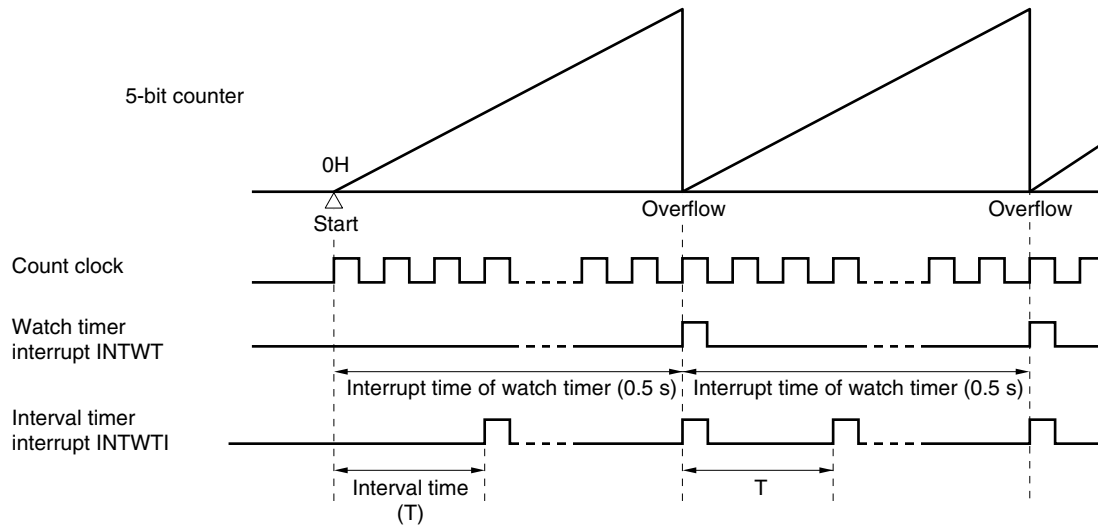 5-bit counter
0H
Start
Overflow
Overflow
Count clock
Watch timer
interrupt INTWT
Interrupt time of watch timer (0.5 s)
Interrupt time of watch timer (0.5 s)
Interval timer
interrupt INTWTI
Interval time
(T)
T